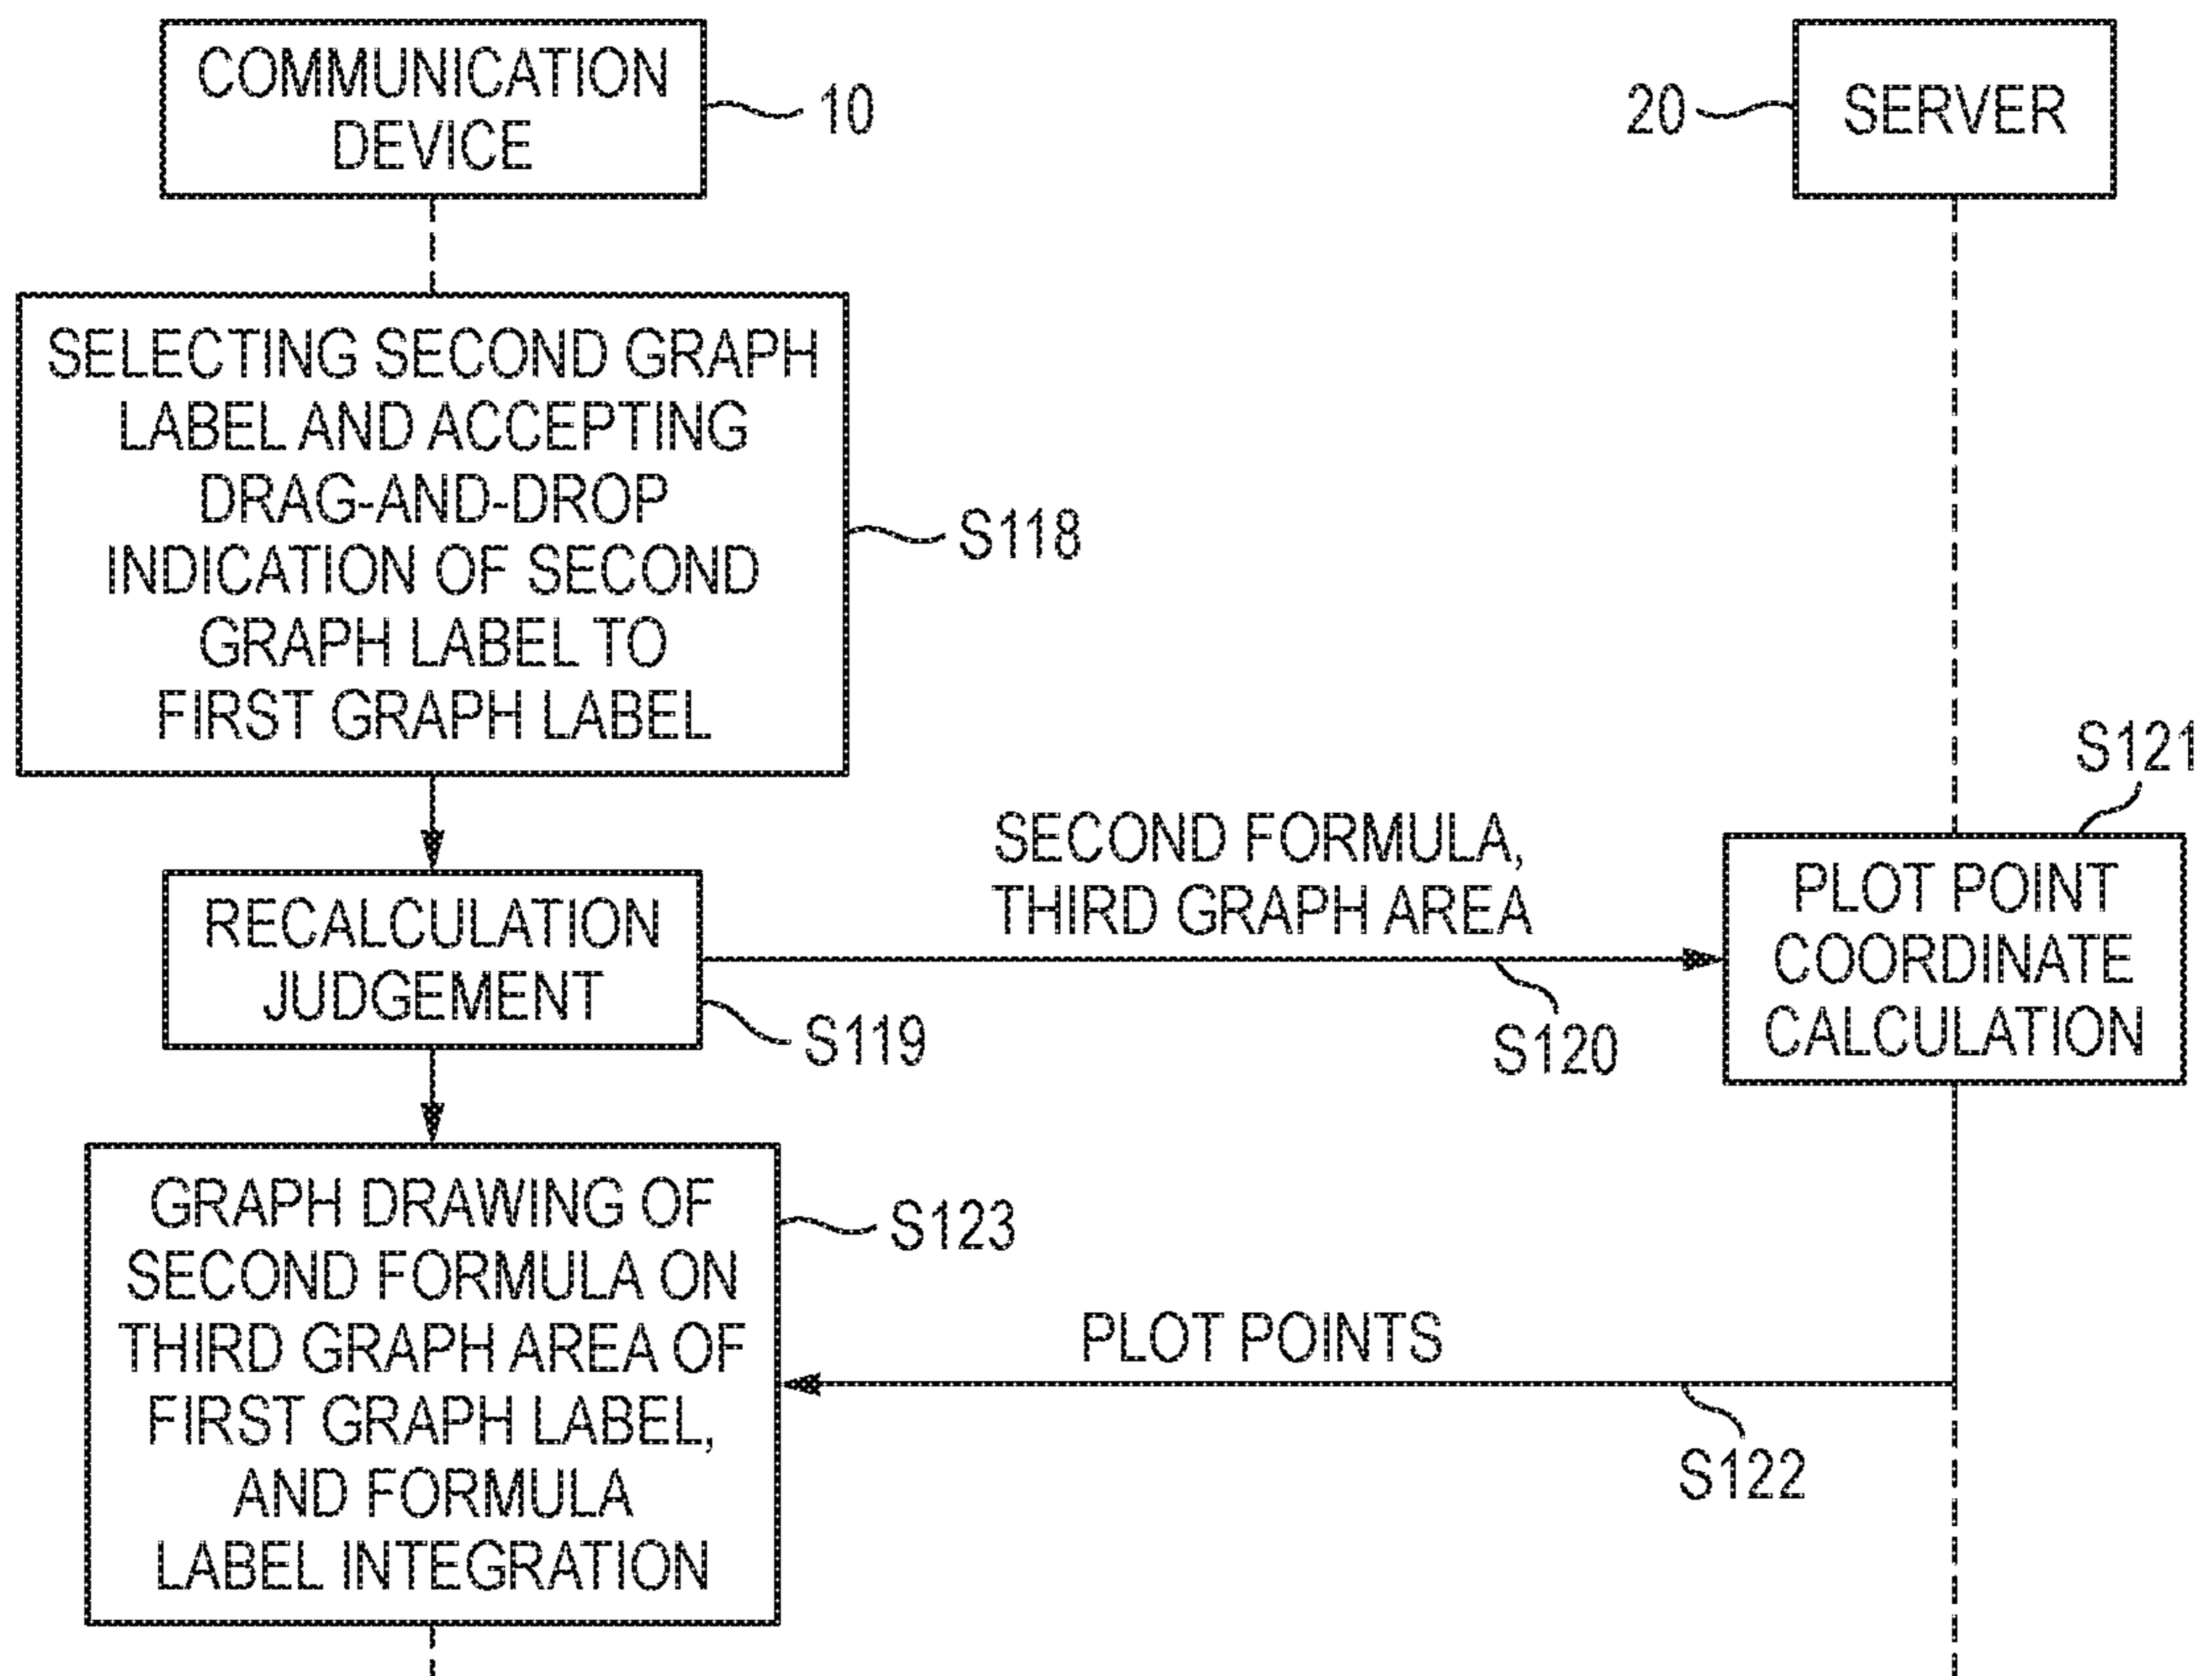 COMMUNICATION
DEVICE
10
20
SERVER
SELECTING SECOND GRAPH
LABEL AND ACCEPTING
DRAG-AND-DROP
INDICATION OF SECOND
GRAPH LABEL TO
FIRST GRAPH LABEL
S118
RECALCULATION
JUDGEMENT
S119
SECOND FORMULA,
THIRD GRAPH AREA
S120
S121
PLOT POINT
COORDINATE
CALCULATION
GRAPH DRAWING OF
SECOND FORMULA ON
THIRD GRAPH AREA OF
FIRST GRAPH LABEL,
AND FORMULA
LABEL INTEGRATION
S123
PLOT POINTS
S122